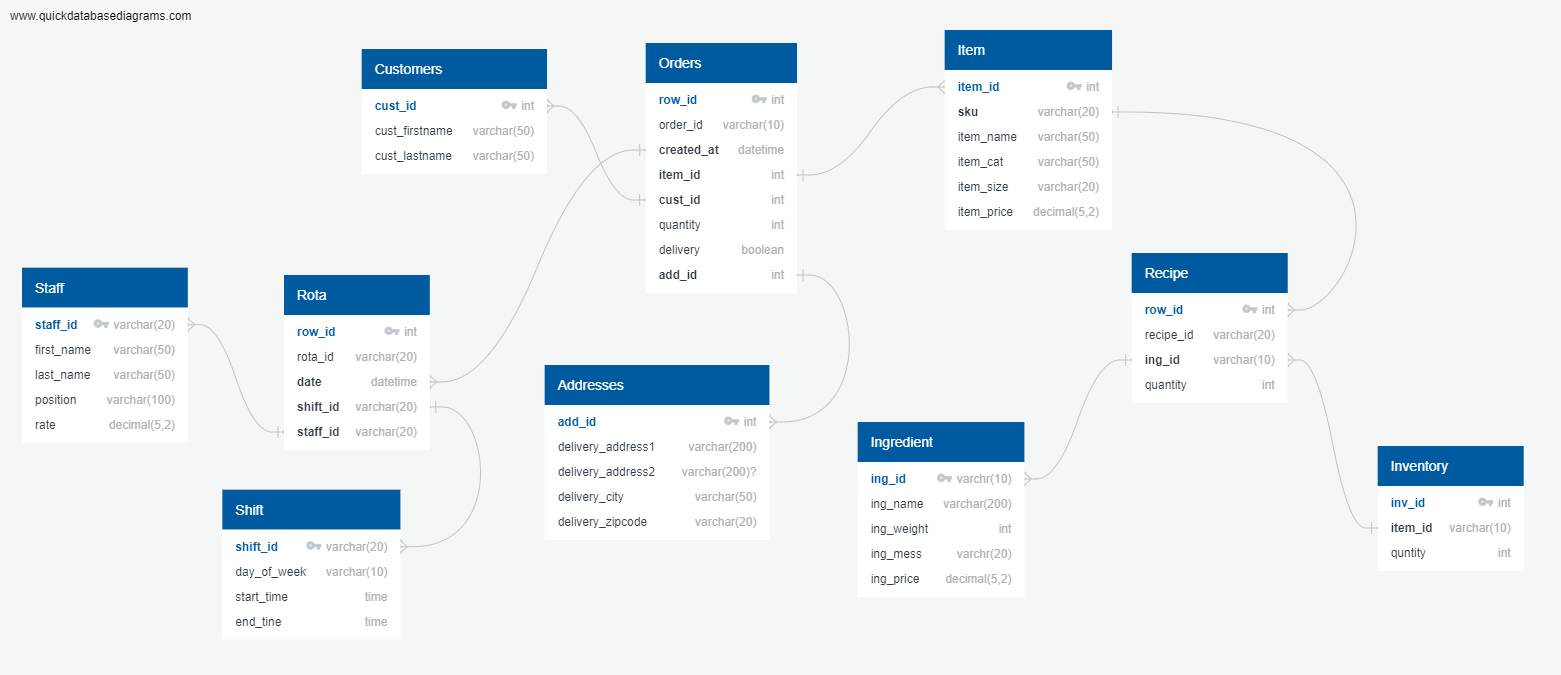 www.quickdatabasediagrams.com
Customers
cust_id int
cust_firstname varchar(50)
cust_lastname varchar(50)
Orders
row_id int
order_id varchar(10)
created_at datetime
item_id int
cust_id int
quantity int
delivery boolean
add_id int
Item
item_id int
sku varchar(20)
item_name varchar(50)
item_cat varchar(50)
item_size varchar(20)
item_price decimal(5,2)
Staff
staff_id varchar(20)
first_name varchar(50)
last_name varchar(50)
position varchar(100)
rate decimal(5,2)
Rota
row_id int
rota_id varchar(20)
date datetime
shift_id varchar(20)
staff_id varchar(20)
Shift
shift_id varchar(20)
day_of_week varchar(10)
start_time time
end_tine time
Addresses
add_id int
delivery_address1 varchar(200)
delivery_address2 varchar(200)?
delivery_city varchar(50)
delivery_zipcode varchar(20)
Recipe
row_id int
recipe_id varchar(20)
ing_id varchar(10)
quantity int
Ingredient
ing_id varchr(10)
ing_name varchar(200)
ing_weight int
ing_mess varchr(20)
ing_price decimal(5,2)
Inventory
inv_id int
item_id varchar(10)
quntity int